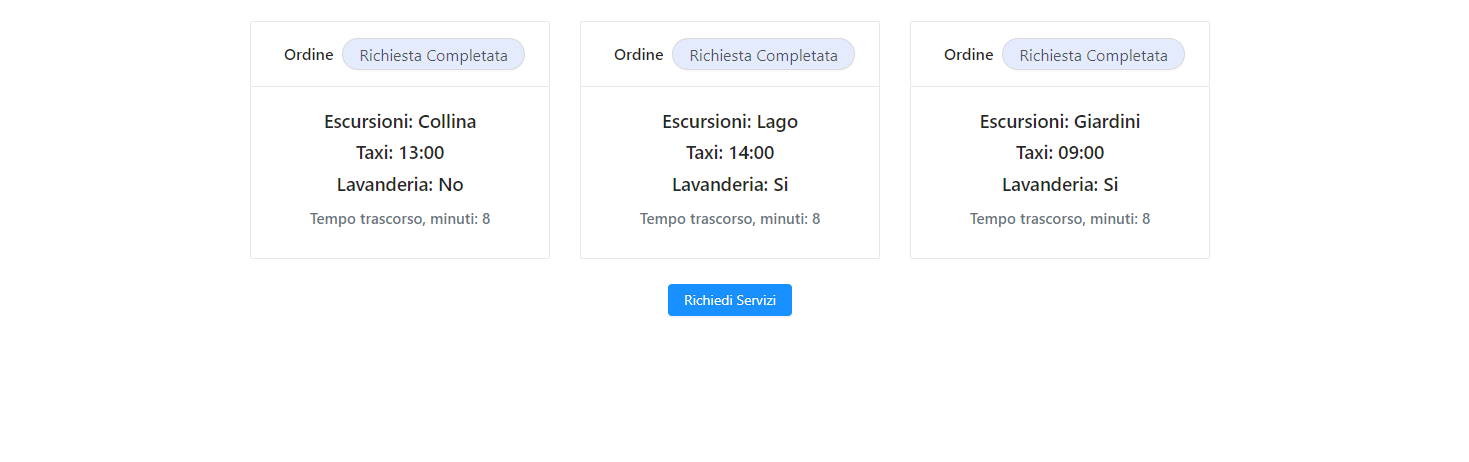 Ordine Richiesta Completata
Escursioni: Collina
Taxi: 13:00
Lavanderia: No
Tempo trascorso, minuti: 8
Ordine Richiesta Completata
Escursioni: Lago
Taxi: 14:00
Lavanderia: Si
Tempo trascorso, minuti: 8
Ordine Richiesta Completata
Escursioni: Giardini
Taxi: 09:00
Lavanderia: Si
Tempo trascorso, minuti: 8
Richiedi Servizi